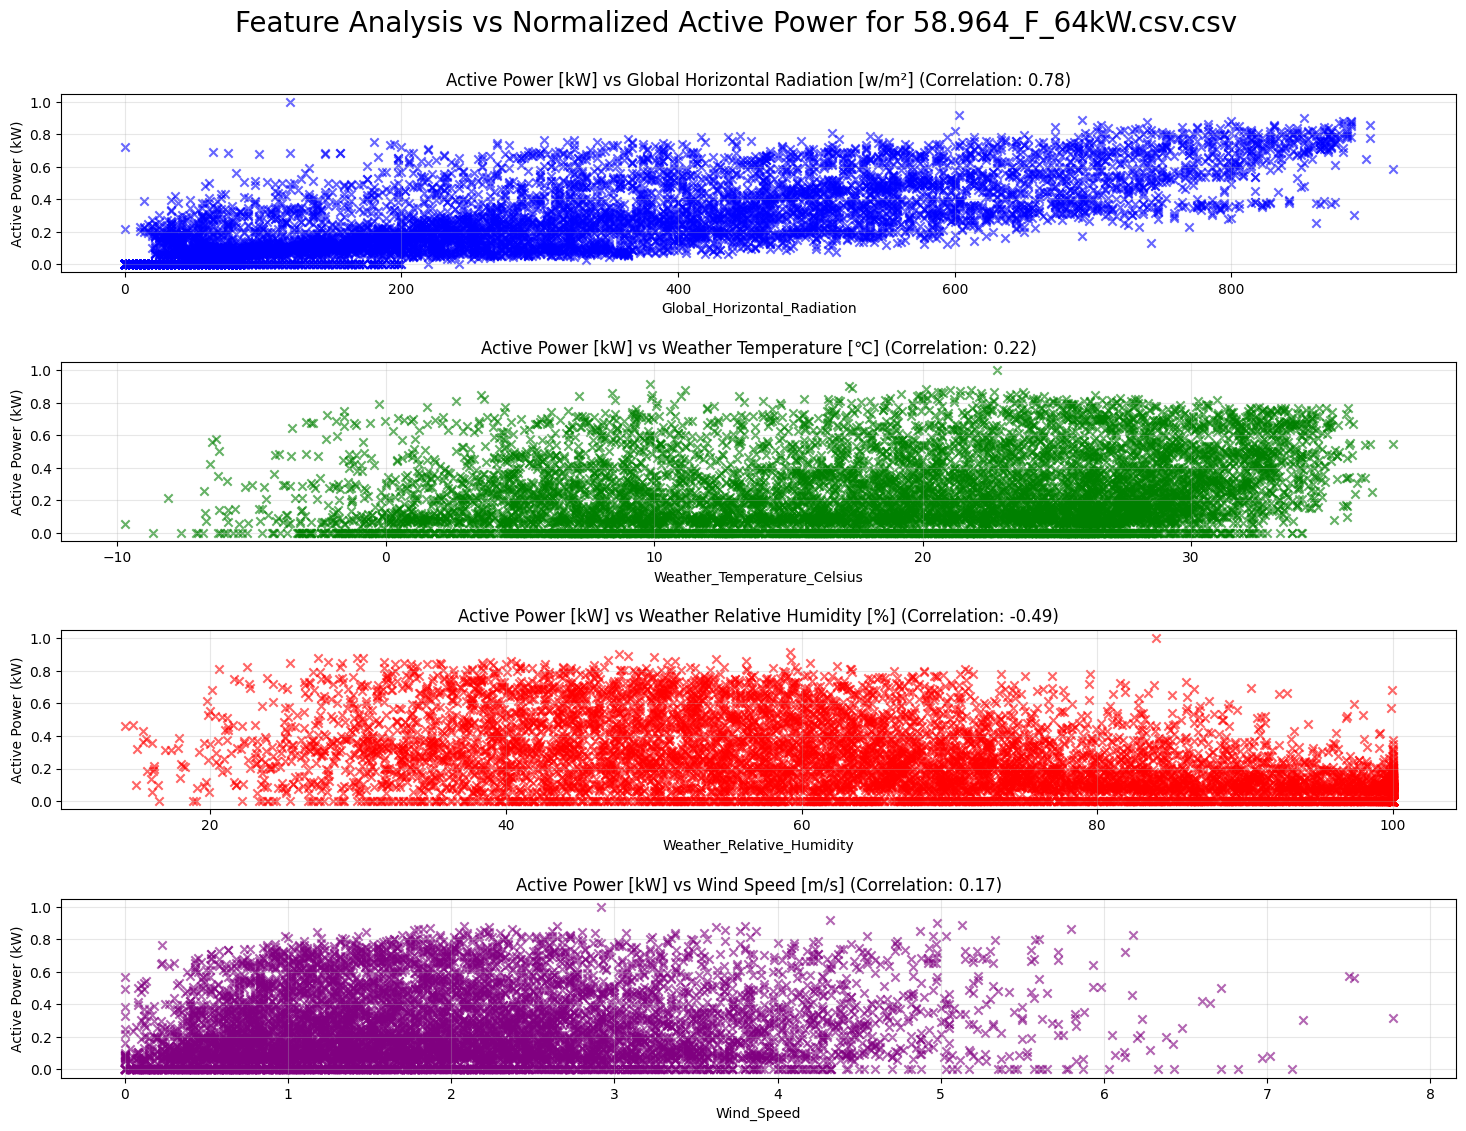 Feature Analysis vs Normalized Active Power for 58.964_F_64kW.csv.csv
Active Power [kW] vs Global Horizontal Radiation [w/m²] (Correlation: 0.78)
Active Power (kW)
1.0
0.8
0.6
0.4
0.2
0.0
0 200 400 600 800
Global_Horizontal_Radiation
Active Power [kW] vs Weather Temperature [℃] (Correlation: 0.22)
Active Power (kW)
1.0
0.8
0.6
0.4
0.2
0.0
−10 0 10 20 30
Weather_Temperature_Celsius
Active Power [kW] vs Weather Relative Humidity [%] (Correlation: -0.49)
Active Power (kW)
1.0
0.8
0.6
0.4
0.2
0.0
20 40 60 80 100
Weather_Relative_Humidity
Active Power [kW] vs Wind Speed [m/s] (Correlation: 0.17)
Active Power (kW)
1.0
0.8
0.6
0.4
0.2
0.0
0 1 2 3 4 5 6 7 8
Wind_Speed